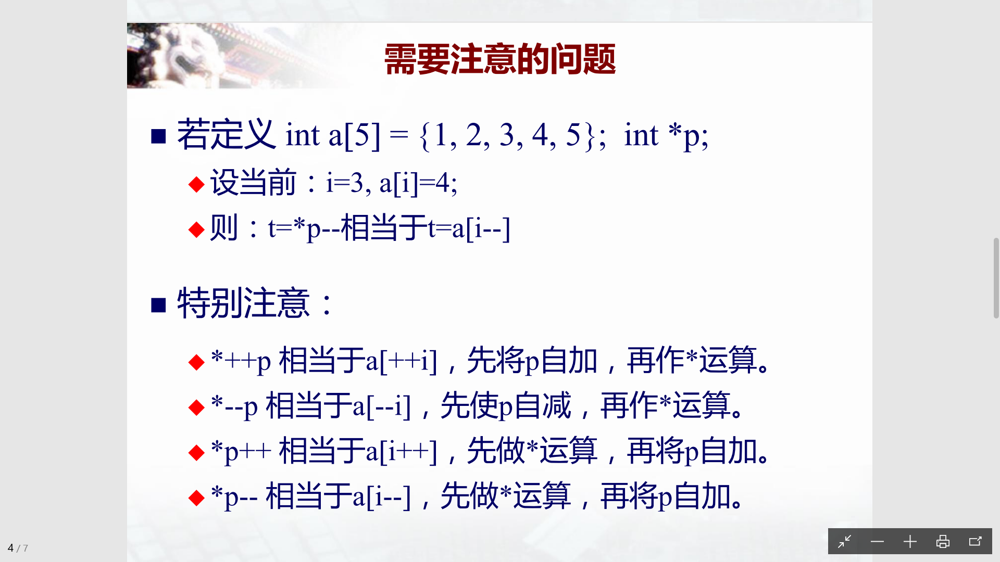 需要注意的问题
■ 若定义 int a[5] = {1, 2, 3, 4, 5};  int *p;
◆设当前：i=3, a[i]=4;
◆则：t=*p--相当于t=a[i--]
■ 特别注意：
◆*++p 相当于a[++i]，先将p自加，再作*运算。
◆*--p 相当于a[--i]，先使p自减，再作*运算。
◆*p++ 相当于a[i++]，先做*运算，再将p自加。
◆*p-- 相当于a[i--]，先做*运算，再将p自加。
4 / 7